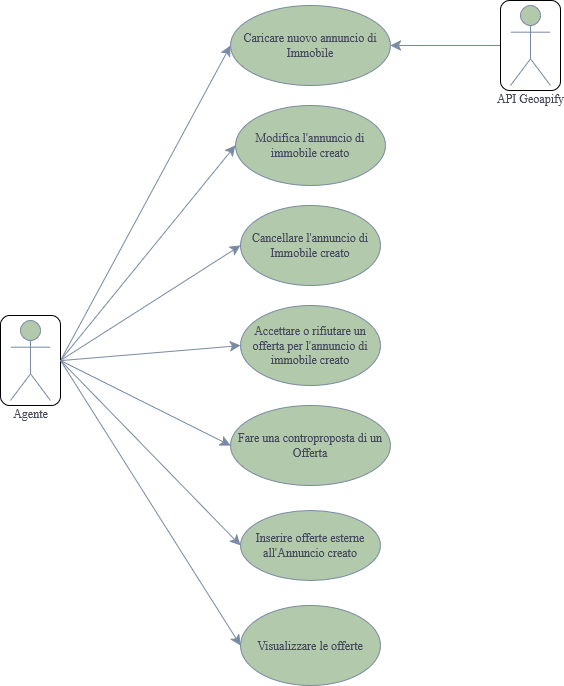 Caricare nuovo annuncio di
Immobile
API Geoapify
Modifica l'annuncio di
immobile creato
Cancellare l'annuncio di
Immobile creato
Accettare o rifiutare un
offerta per l'annuncio di
immobile creato
Agente
Fare una controproposta di un
Offerta
Inserire offerte esterne
all'Annuncio creato
Visualizzare le offerte